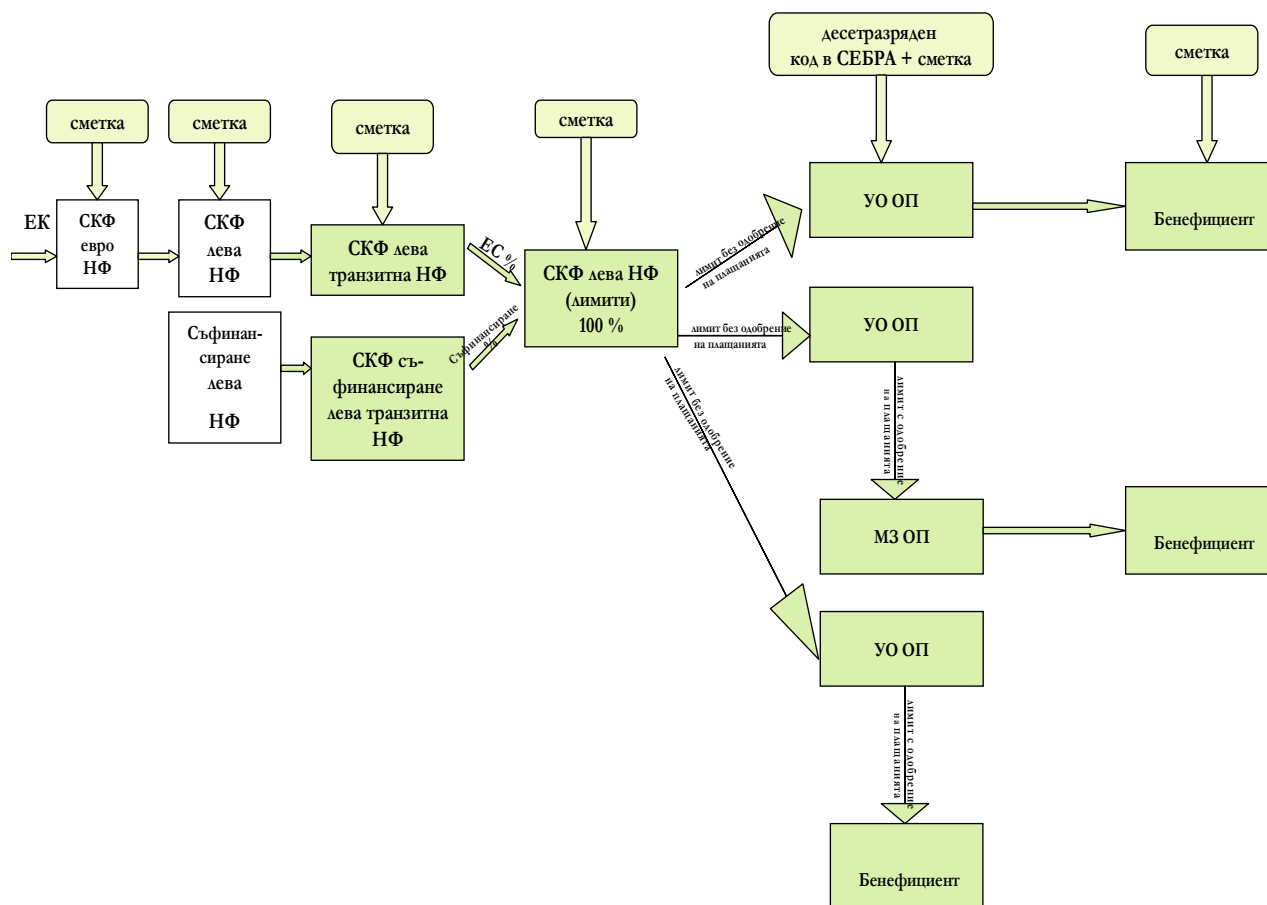 десетразряден
код в СЕБРА + сметка
сметка
сметка
сметка
сметка
сметка
ЕК
СКФ
евро
НФ
СКФ
лева
НФ
СКФ лева
транзитна НФ
ЕС %
СКФ лева НФ
(лимити)
100 %
лимит без одобрение
на плащанията
УО ОП
Бенефициент
Съфинан-
сиране
лева
НФ
СКФ съ-
финансиране
лева транзитна
НФ
Съфинансиране
%
лимит без одобрение
на плащанията
УО ОП
лимит без одобрение
на плащанията
лимит с одобрение
на плащанията
МЗ ОП
Бенефициент
УО ОП
лимит с одобрение
на плащанията
Бенефициент